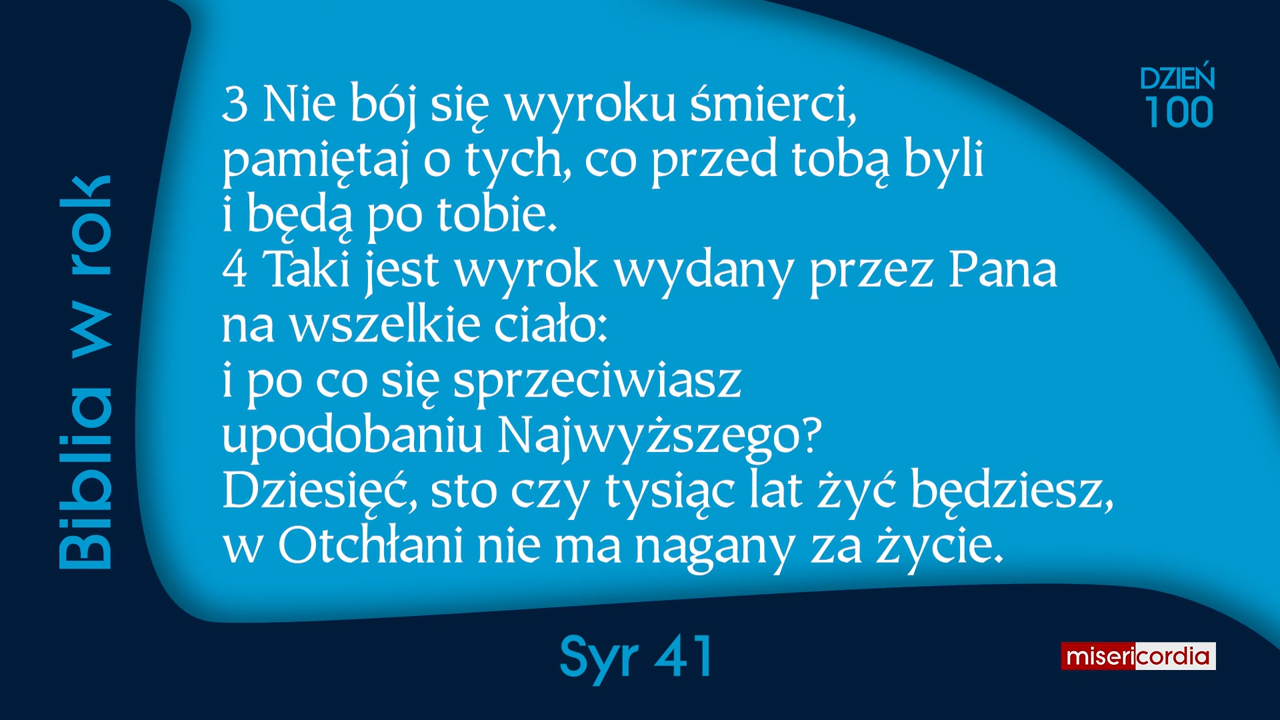 DZIEŃ
100
3 Nie bój się wyroku śmierci,
pamiętaj o tych, co przed tobą byli
i będą po tobie.
4 Taki jest wyrok wydany przez Pana
na wszelkie ciało:
i po co się sprzeciwiasz
upodobaniu Najwyższego?
Dziesięć, sto czy tysiąc lat żyć będziesz,
w Otchłani nie ma nagany za życie.
Biblia w rok
Syr 41
misericordia